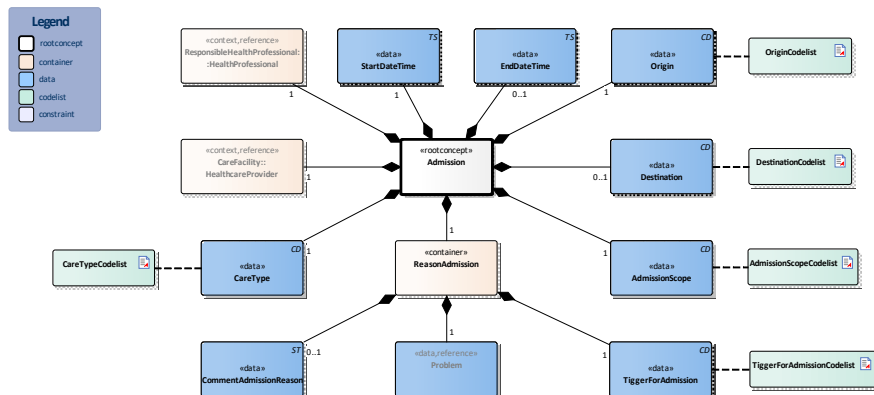 Legend
rootconcept
container
data
codelist
constraint
«context,reference»
ResponsibleHealthProfessional:
:HealthProfessional
1
TS
«data»
StartDateTime
1
TS
«data»
EndDateTime
0..1
CD
«data»
Origin
1
OriginCodelist
«context,reference»
CareFacility::
HealthcareProvider
1
«rootconcept»
Admission
CD
«data»
Destination
0..1
DestinationCodelist
CareTypeCodelist
CD
«data»
CareType
1
1
«container»
ReasonAdmission
CD
«data»
AdmissionScope
1
AdmissionScopeCodelist
ST
«data»
CommentAdmissionReason
0..1
1
«data,reference»
Problem
CD
«data»
TiggerForAdmission
1
TiggerForAdmissionCodelist